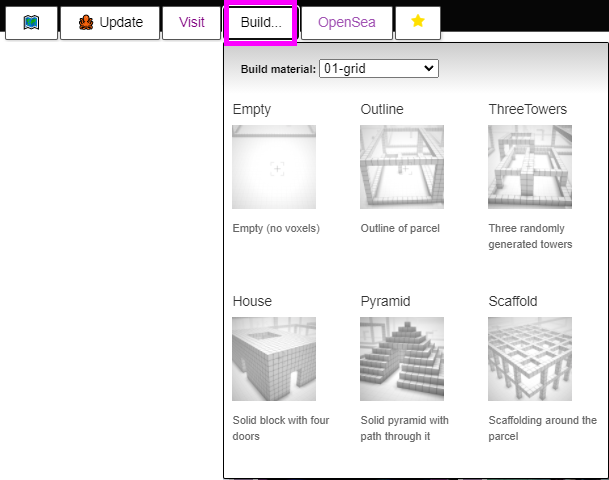 Update Visit Build... OpenSea
Build material: 01-grid
Empty Outline ThreeTowers
Empty (no voxels) Outline of parcel Three randomly
generated towers
House Pyramid Scaffold
Solid block with four Solid pyramid with Scaffolding around the
doors path through it parcel